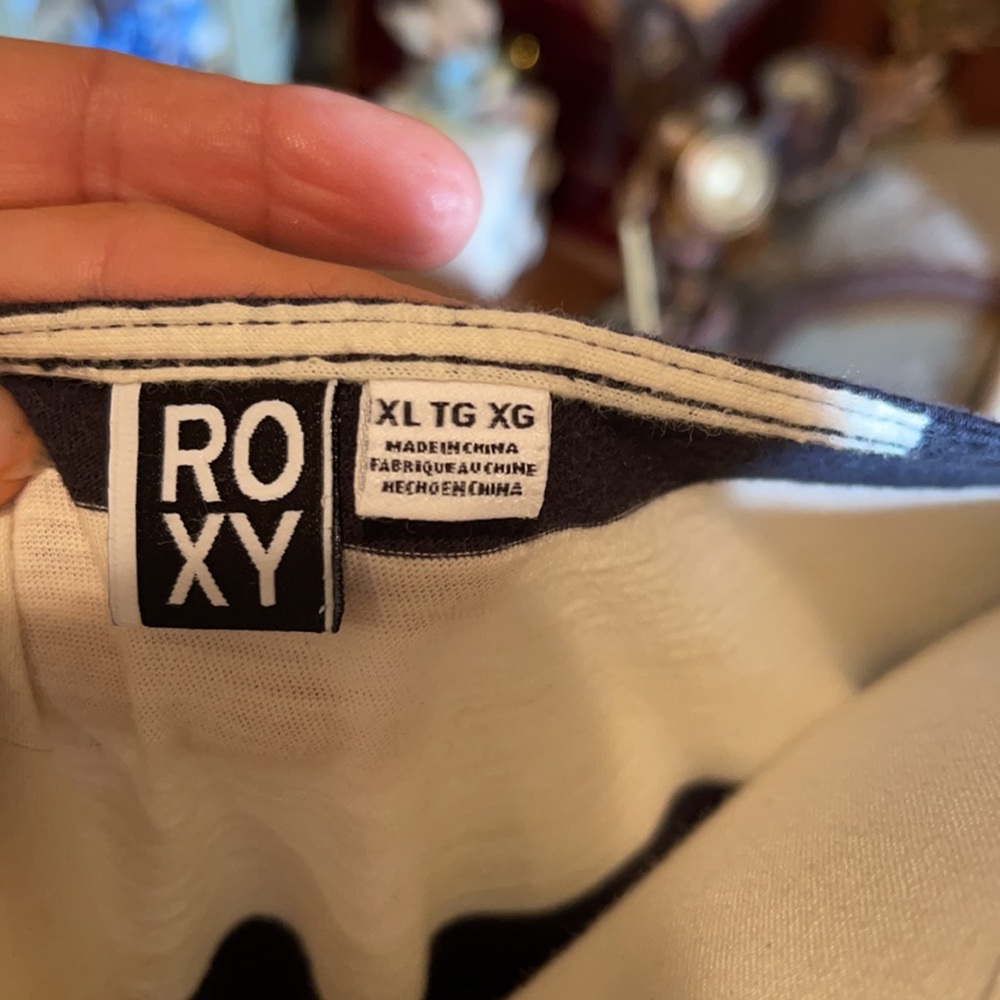 RO
XY
XL TG XG
MADE IN CHINA
FABRIQUE AU CHINE
HECHO EN CHINA